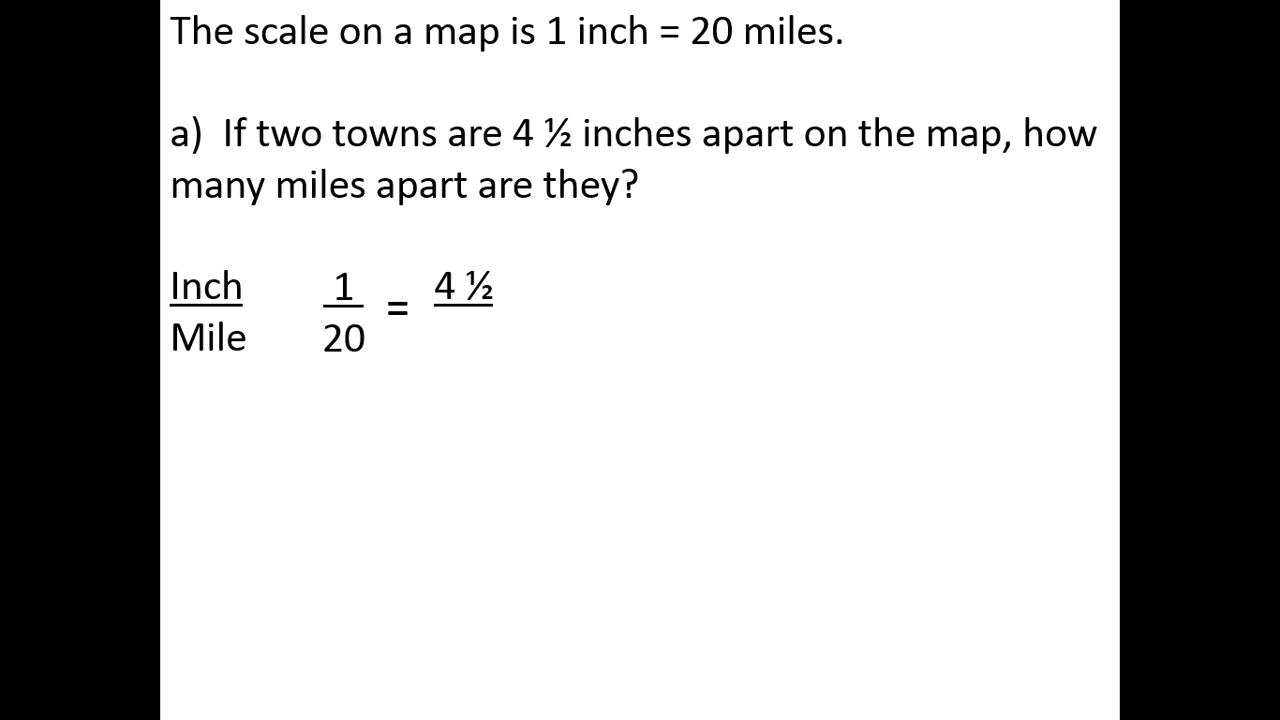 The scale on a map is 1 inch = 20 miles.
a) If two towns are 4 ½ inches apart on the map, how
many miles apart are they?
Inch 1 = 4 ½
Mile 20